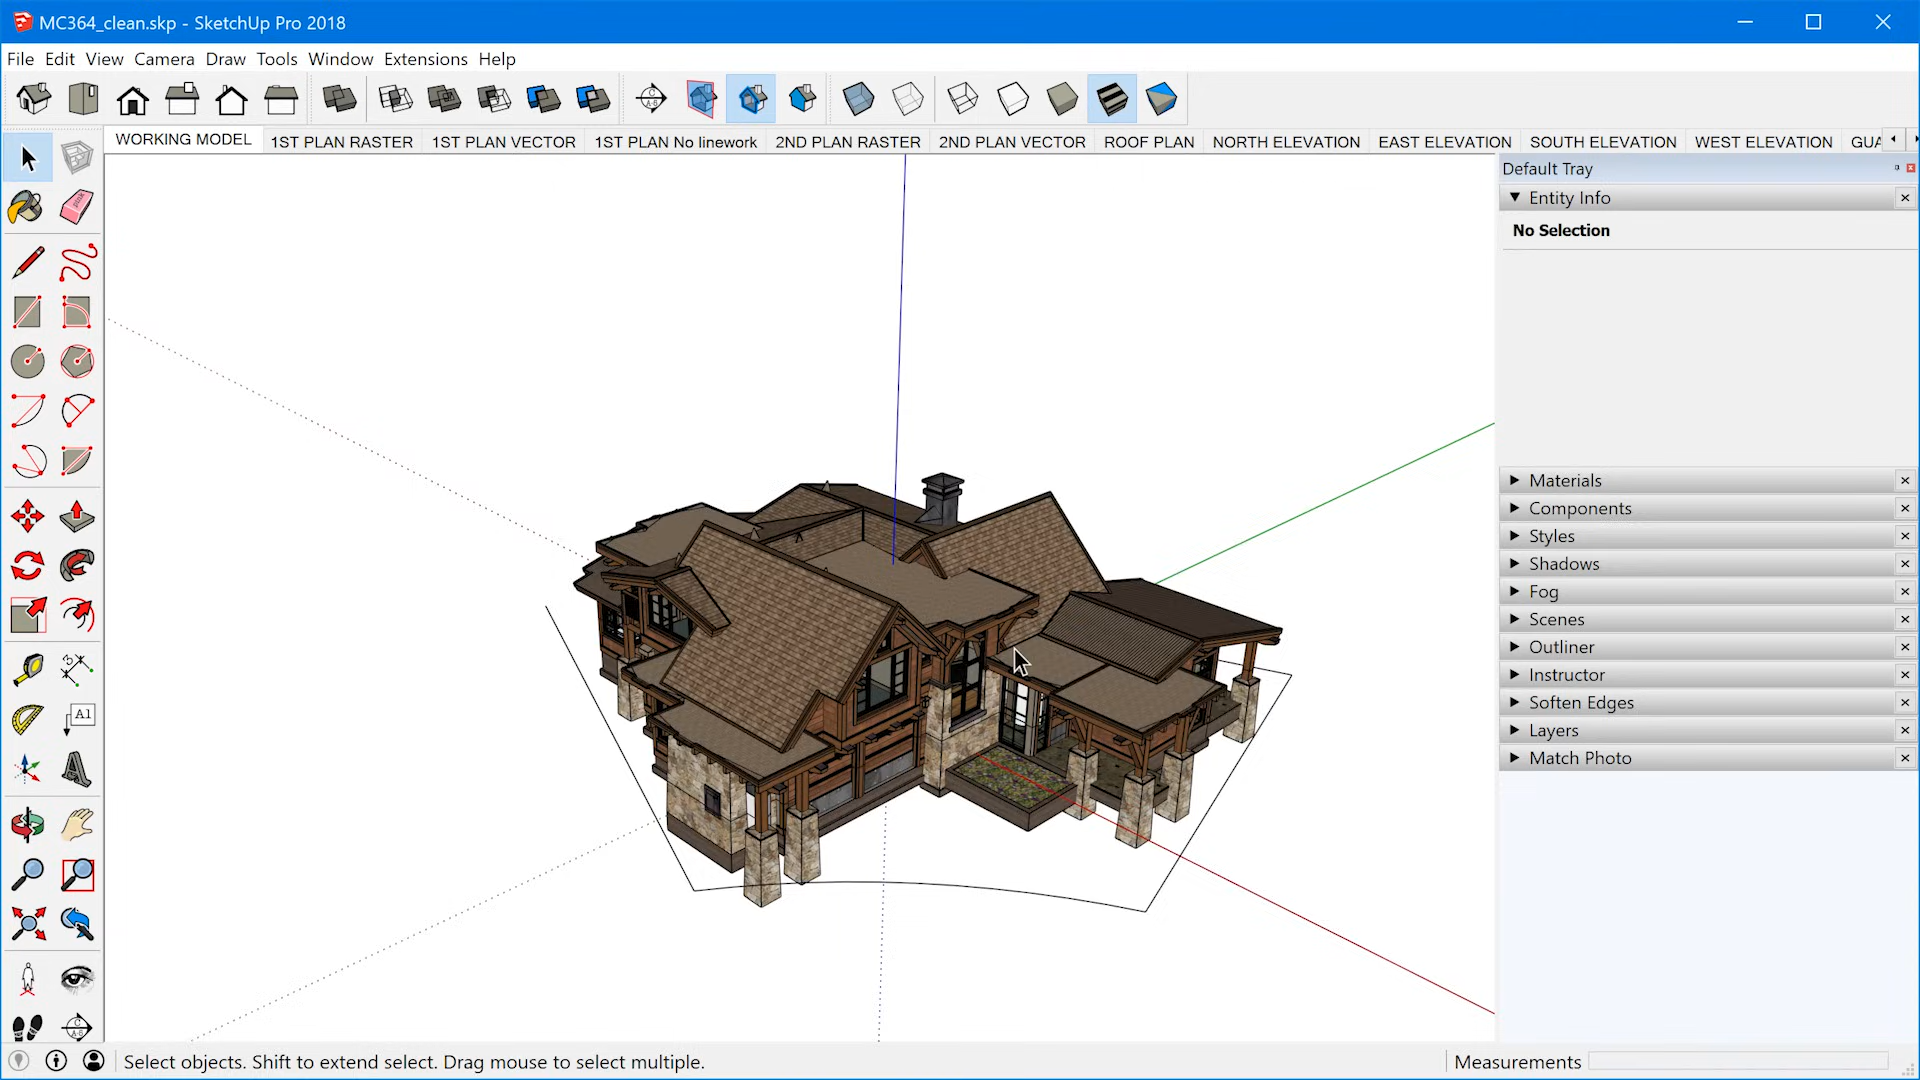 MC364_clean.skp - SketchUp Pro 2018
File Edit View Camera Draw Tools Window Extensions Help
WORKING MODEL 1ST PLAN RASTER 1ST PLAN VECTOR 1ST PLAN No linework 2ND PLAN RASTER 2ND PLAN VECTOR ROOF PLAN NORTH ELEVATION EAST ELEVATION SOUTH ELEVATION WEST ELEVATION GUA
Default Tray
Entity Info
No Selection
Materials
Components
Styles
Shadows
Fog
Scenes
Outliner
Instructor
Soften Edges
Layers
Match Photo
A1
Select objects. Shift to extend select. Drag mouse to select multiple.
Measurements